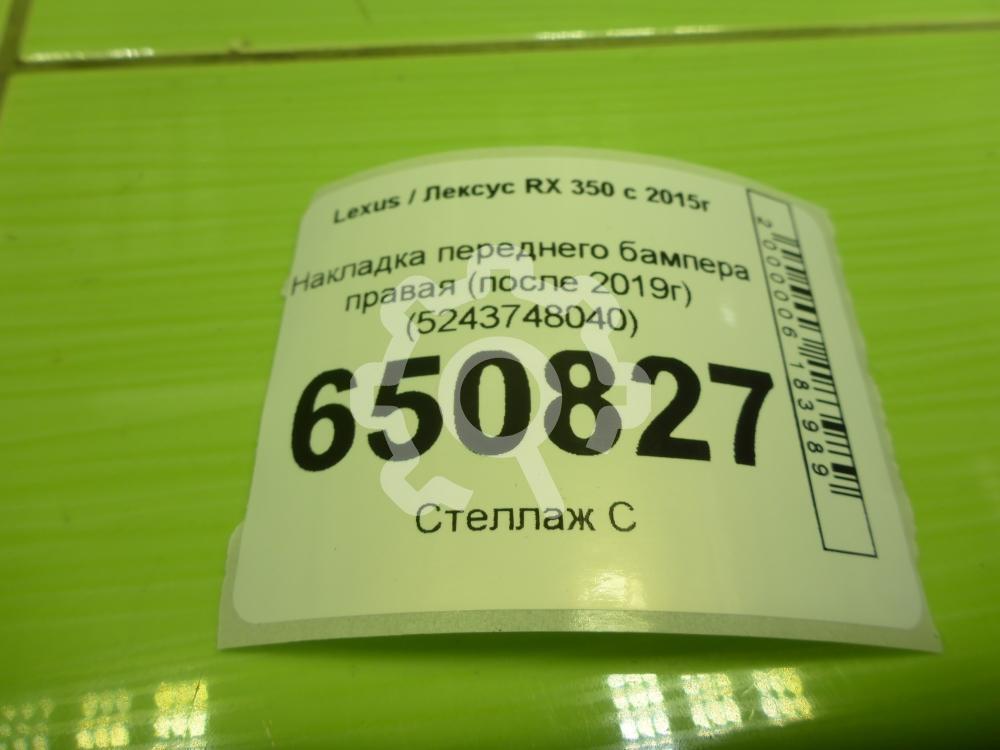 Lexus / Лексус RX 350 с 2015г
Накладка переднего бампера
правая (после 2019г)
(5243748040)
650827
Стеллаж С
2000006183989